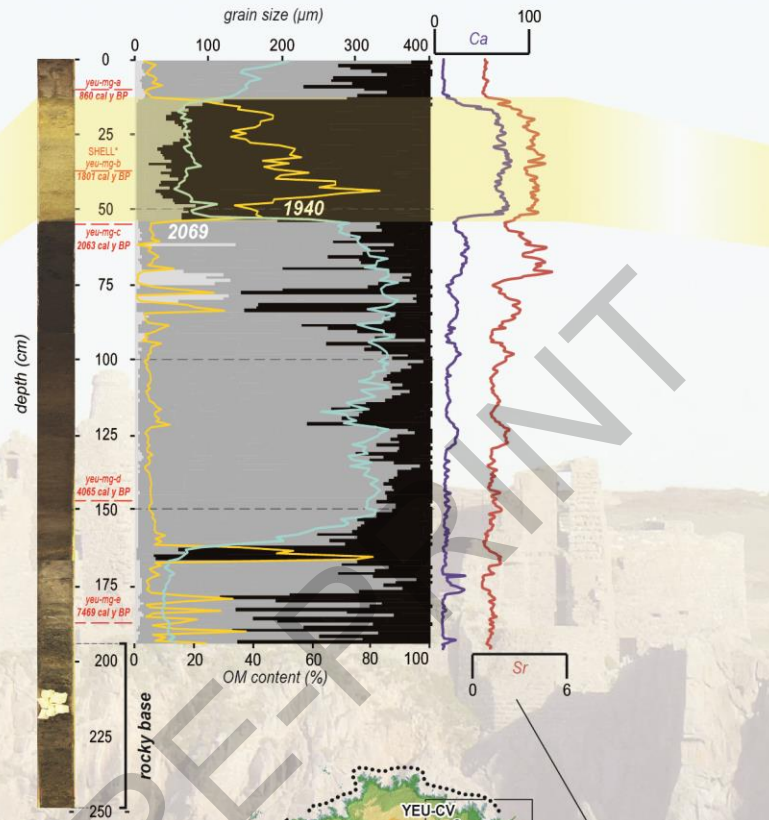 grain size (µm)
0 100 200 300 400
0 100
Ca
0
25
50
75
100
125
150
175
200
225
250
depth (cm)
yeu-mg-a
860 cal y BP
SHELL*
yeu-mg-b
1801 cal y BP
yeu-mg-c
2063 cal y BP
yeu-mg-d
4065 cal y BP
yeu-mg-e
7469 cal y BP
1940
2069
0 20 40 60 80 100
OM content (%)
Sr
0 6
rocky base
YEU-CV
PRE-PRINT